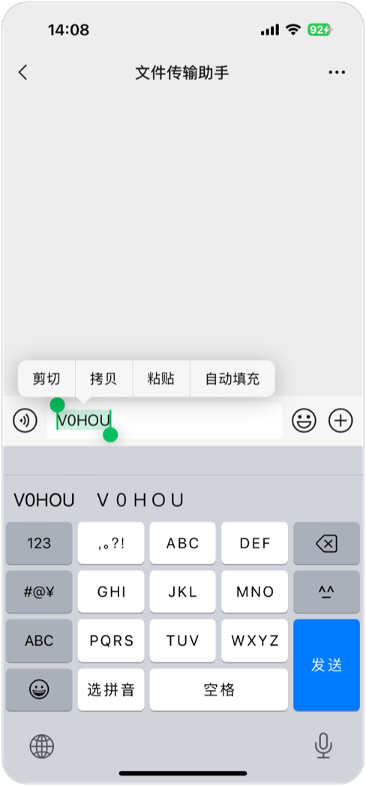 14:08
92
文件传输助手
剪切 拷贝 粘贴 自动填充
V0HOU
V0HOU V 0 H O U
123 ,。?! ABC DEF
#@¥ GHI JKL MNO ^^
ABC PQRS TUV WXYZ 发送
选拼音 空格